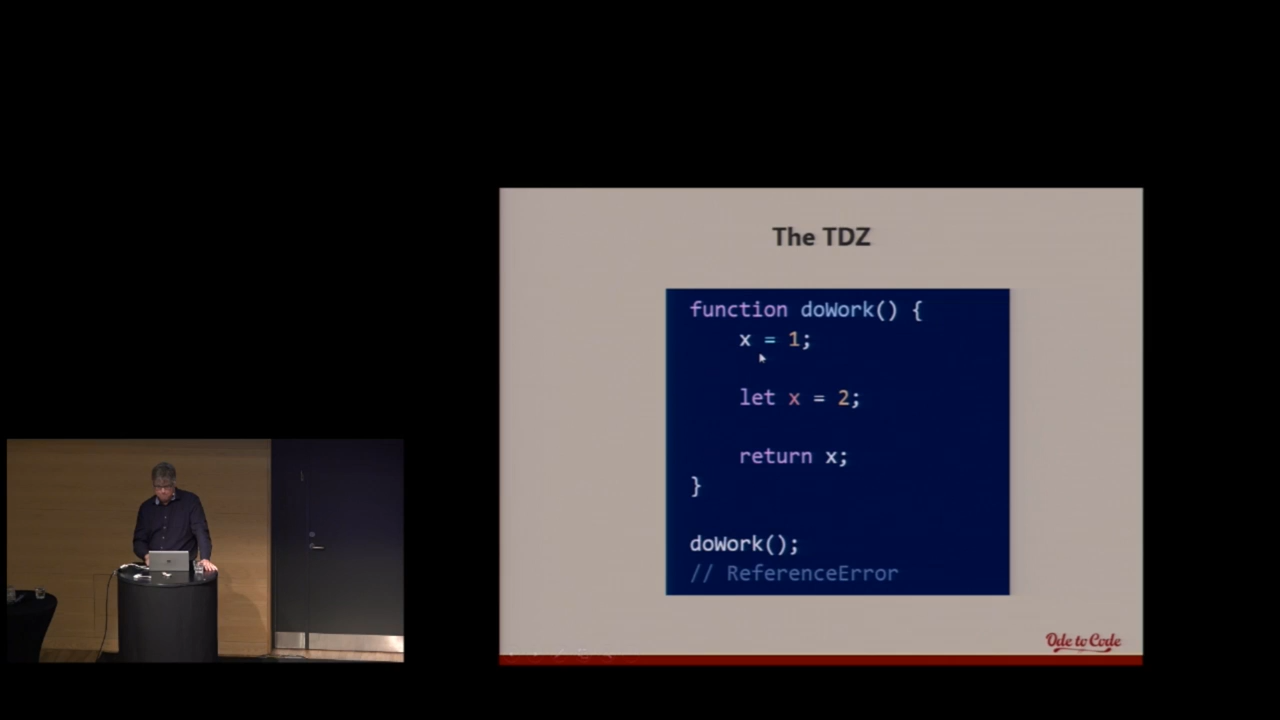 The TDZ
function doWork() {
x = 1;
let x = 2;
return x;
}
doWork();
// ReferenceError
Ode to Code